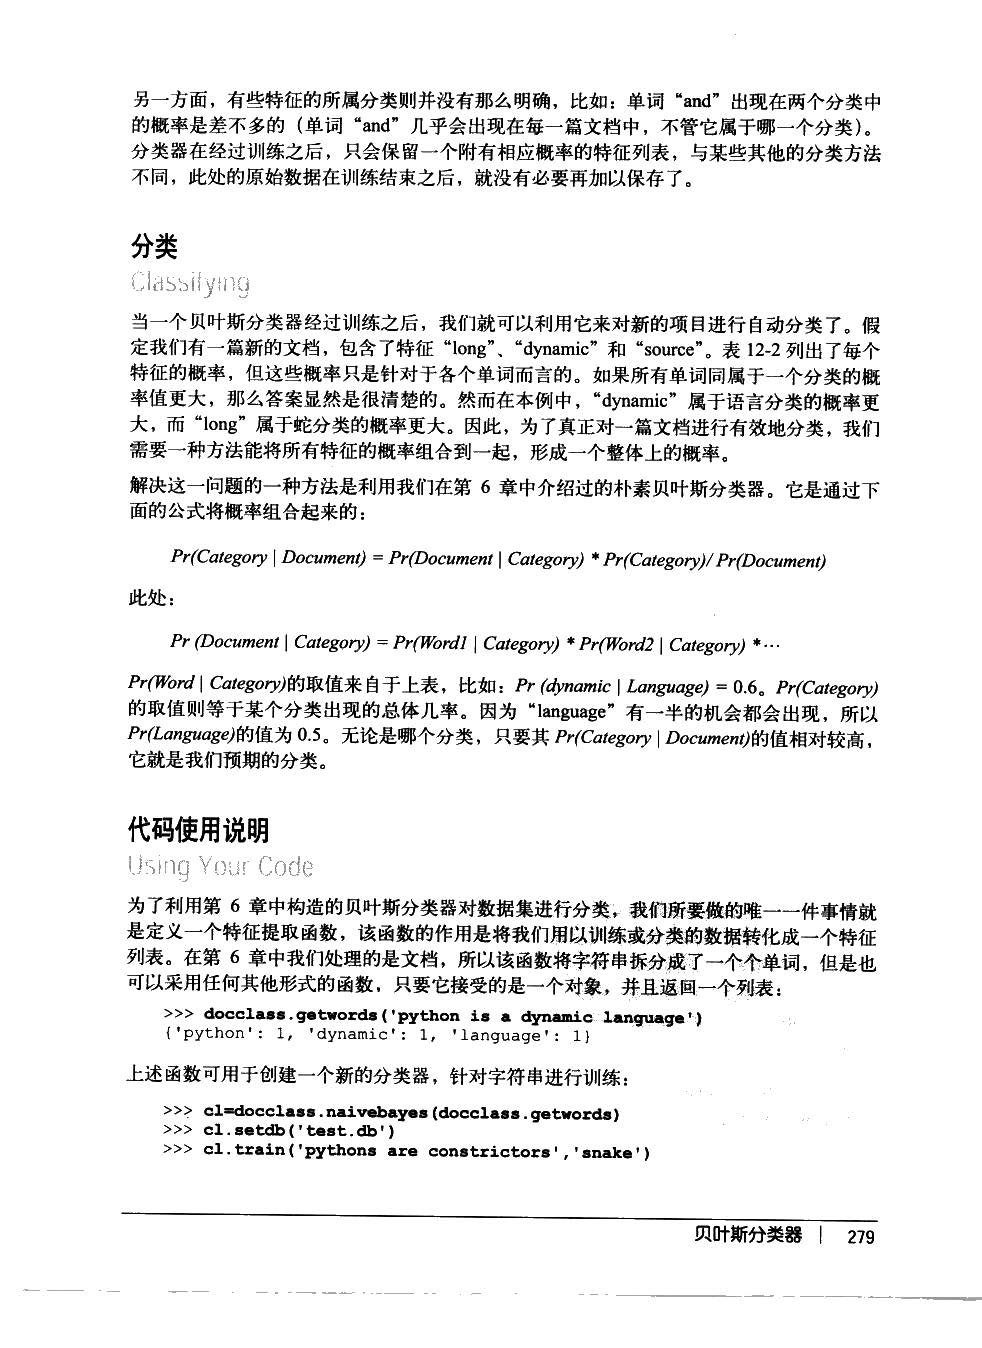 另一方面，有些特征的所属分类则并没有那么明确，比如：单词“and”出现在两个分类中
的概率是差不多的（单词“and”几乎会出现在每一篇文档中，不管它属于哪一个分类）。
分类器在经过训练之后，只会保留一个附有相应概率的特征列表，与某些其他的分类方法
不同，此处的原始数据在训练结束之后，就没有必要再加以保存了。
分类
Classifying
当一个贝叶斯分类器经过训练之后，我们就可以利用它来对新的项目进行自动分类了。假
定我们有一篇新的文档，包含了特征“long”、“dynamic”和“source”。表 12-2 列出了每个
特征的概率，但这些概率只是针对于各个单词而言的。如果所有单词同属于一个分类的概
率值更大，那么答案显然是很清楚的。然而在本例中，“dynamic”属于语言分类的概率更
大，而“long”属于蛇分类的概率更大。因此，为了真正对一篇文档进行有效地分类，我们
需要一种方法能将所有特征的概率组合到一起，形成一个整体上的概率。
解决这一问题的一种方法是利用我们在第 6 章中介绍过的朴素贝叶斯分类器。它是通过下
面的公式将概率组合起来的：
Pr(Category | Document) = Pr(Document | Category) * Pr(Category)/ Pr(Document)
此处：
Pr (Document | Category) = Pr(Word1 | Category) * Pr(Word2 | Category) *…
Pr(Word | Category)的取值来自于上表，比如：Pr (dynamic | Language) = 0.6。Pr(Category)
的取值则等于某个分类出现的总体几率。因为“language”有一半的机会都会出现，所以
Pr(Language)的值为 0.5。无论是哪个分类，只要其 Pr(Category | Document)的值相对较高，
它就是我们预期的分类。
代码使用说明
Using Your Code
为了利用第 6 章中构造的贝叶斯分类器对数据集进行分类，我们所要做的唯一一件事情就
是定义一个特征提取函数，该函数的作用是将我们用以训练或分类的数据转化成一个特征
列表。在第 6 章中我们处理的是文档，所以该函数将字符串拆分成了一个个单词，但是也
可以采用任何其他形式的函数，只要它接受的是一个对象，并且返回一个列表：
>>> docclass.getwords('python is a dynamic language')
{'python': 1, 'dynamic': 1, 'language': 1}
上述函数可用于创建一个新的分类器，针对字符串进行训练：
>>> cl=docclass.naivebayes(docclass.getwords)
>>> cl.setdb('test.db')
>>> cl.train('pythons are constrictors','snake')
贝叶斯分类器 | 279